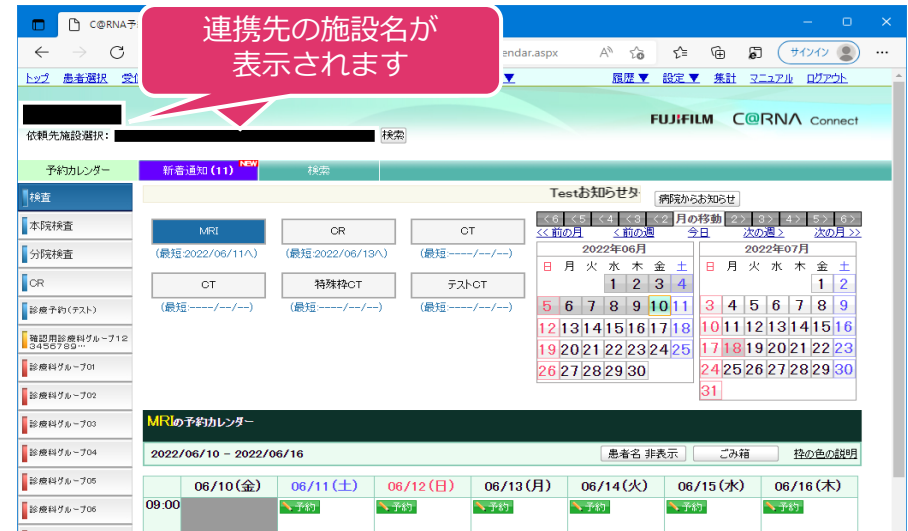 C@RNA予
連携先の施設名が
表示されます
endar.aspx
サインイン
トップ 患者選択 受信 ▼ 履歴▼ 設定▼ 集計 マニュアル ログアウト
FUJIFILM C@RNA Connect
依頼先施設選択: 検索
予約カレンダー 新着通知(11) NEW 検索
Testお知らせタ 病院からお知らせ
検査
本院検査
分院検査
CR
診療予約(テスト)
確認用診療科グループ12
3456789…
診療科グループ01
診療科グループ02
診療科グループ03
診療科グループ04
診療科グループ05
診療科グループ06
MRI CR CT
(最短:2022/06/11へ) (最短:2022/06/13へ) (最短:----/--/--)
CT 特殊枠CT テストCT
(最短:----/--/--) (最短:----/--/--) (最短:----/--/--)
<6 <5 <4 <3 <2 月の移動 2> 3> 4> 5> 6>
<< 前の月 < 前の週 今日 次の週 > 次の月 >>
2022年06月
日 月 火 水 木 金 土
1 2 3 4
5 6 7 8 9 10 11
12 13 14 15 16 17 18
19 20 21 22 23 24 25
26 27 28 29 30
2022年07月
日 月 火 水 木 金 土
1 2
3 4 5 6 7 8 9
10 11 12 13 14 15 16
17 18 19 20 21 22 23
24 25 26 27 28 29 30
31
MRIの予約カレンダー
2022/06/10 - 2022/06/16 患者名 非表示 ごみ箱 枠の色の説明
06/10(金) 06/11(土) 06/12(日) 06/13(月) 06/14(火) 06/15(水) 06/16(木)
09:00 予約 予約 予約 予約 予約 予約